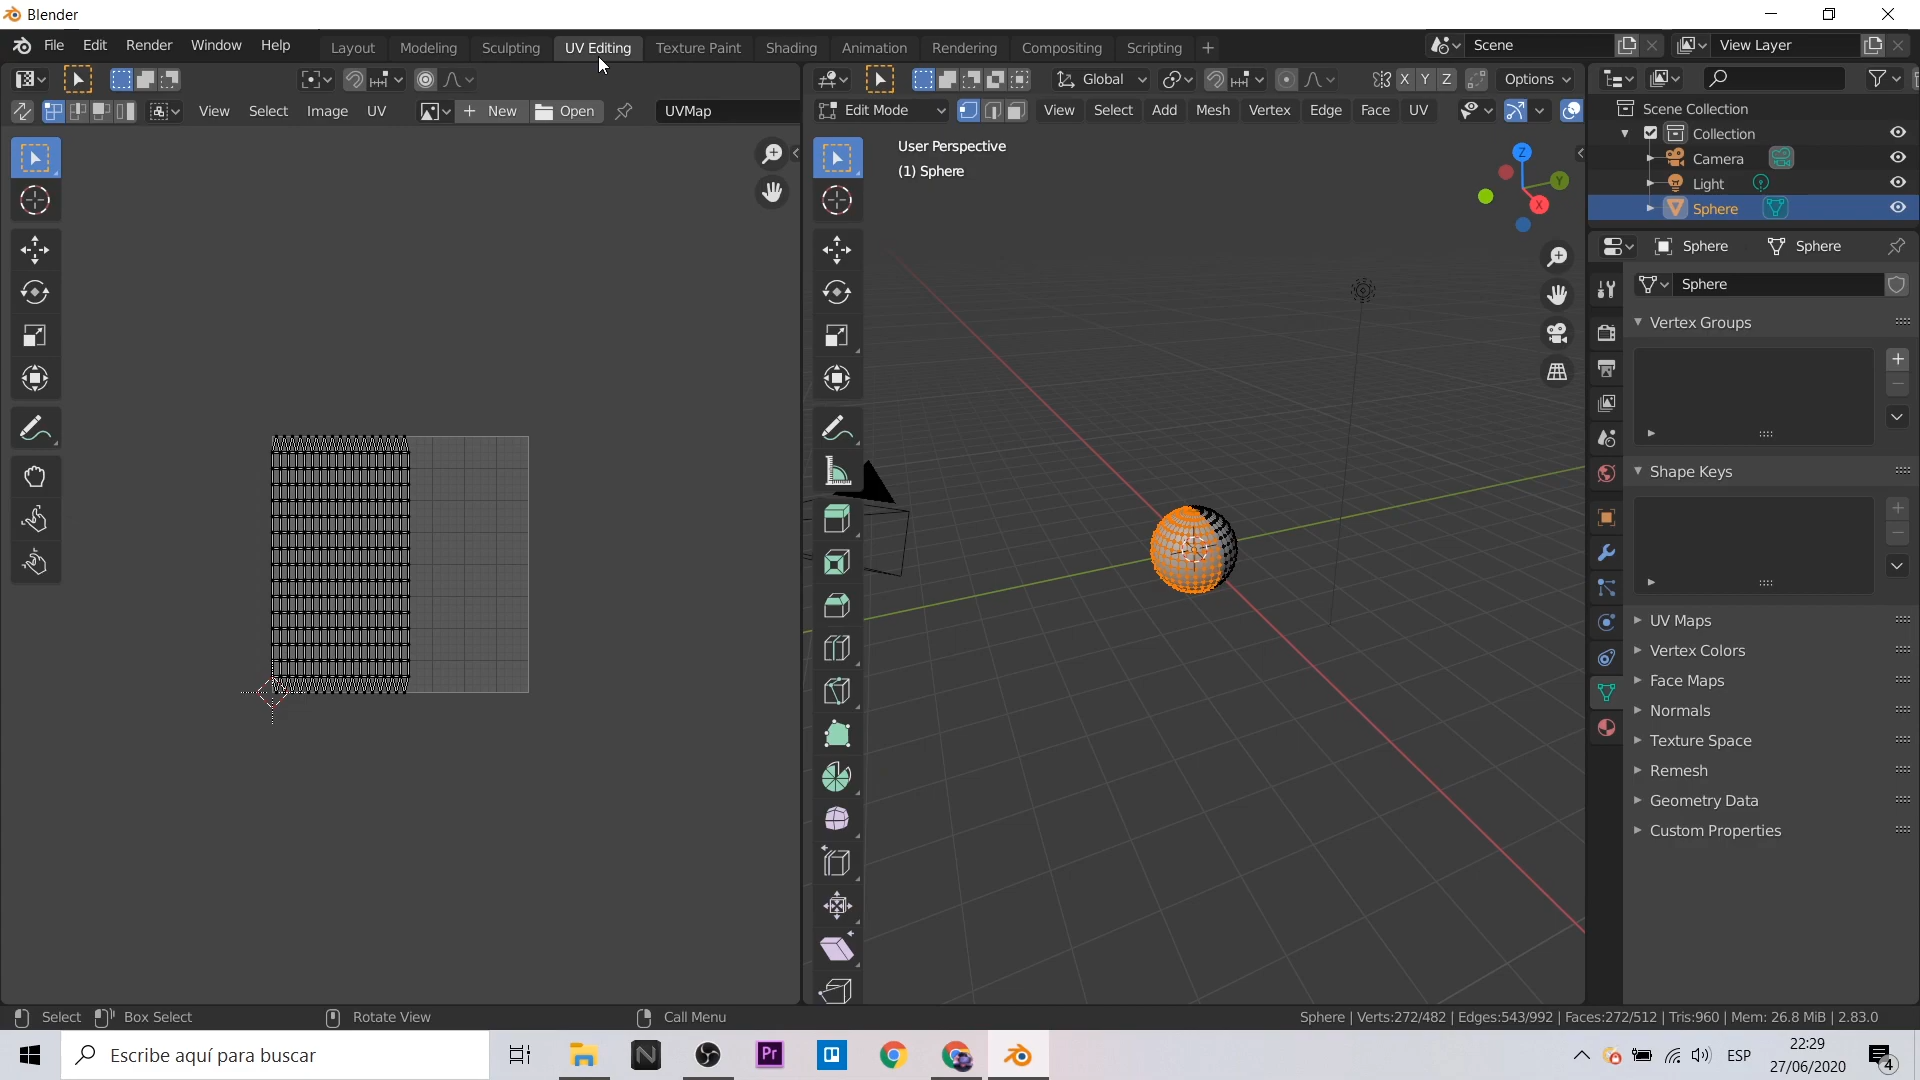 Blender
File Edit Render Window Help Layout Modeling Sculpting UV Editing Texture Paint Shading Animation Rendering Compositing Scripting + Scene View Layer
Global X Y Z Options
View Select Image UV + New Open UVMap Edit Mode View Select Add Mesh Vertex Edge Face UV
User Perspective
(1) Sphere
Z
Y
X
Scene Collection
Collection
Camera
Light
Sphere
Sphere Sphere
Sphere
Vertex Groups
Shape Keys
UV Maps
Vertex Colors
Face Maps
Normals
Texture Space
Remesh
Geometry Data
Custom Properties
Select Box Select Rotate View Call Menu Sphere | Verts:272/482 | Edges:543/992 | Faces:272/512 | Tris:960 | Mem: 26.8 MiB | 2.83.0
Escribe aquí para buscar
N
Pr
ESP
22:29
27/06/2020
4